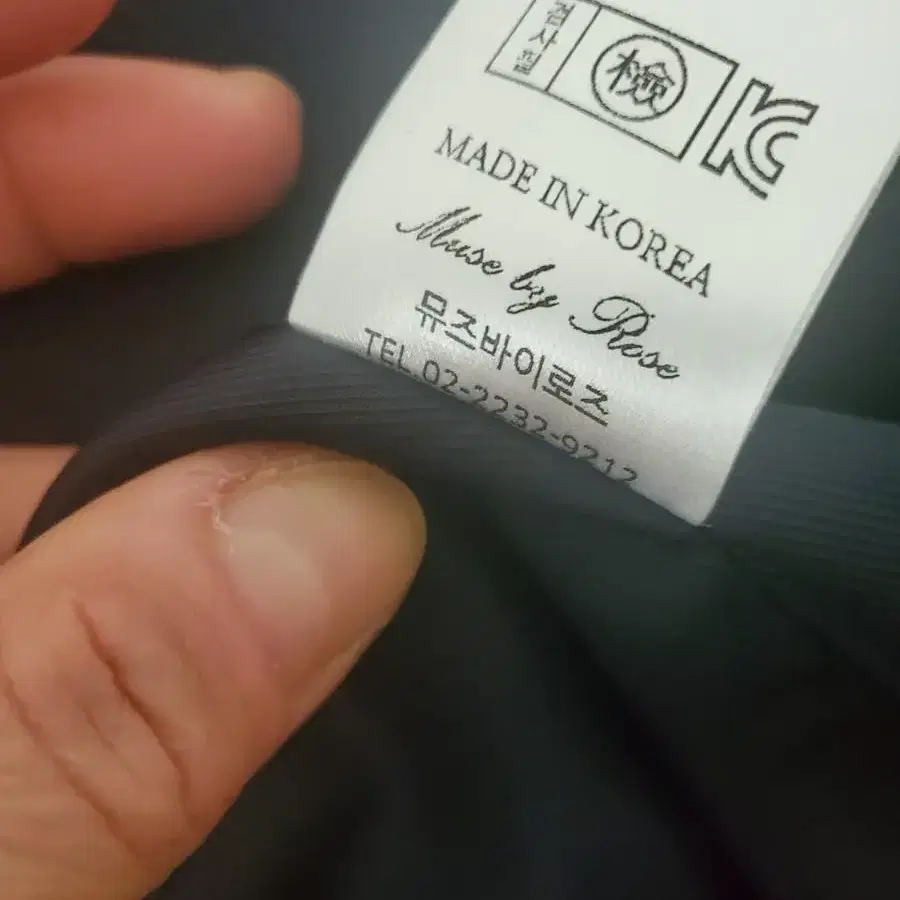 검사필 檢 KC
MADE IN KOREA
Muse by Rose
뮤즈바이로즈
TEL 02-2232-9212